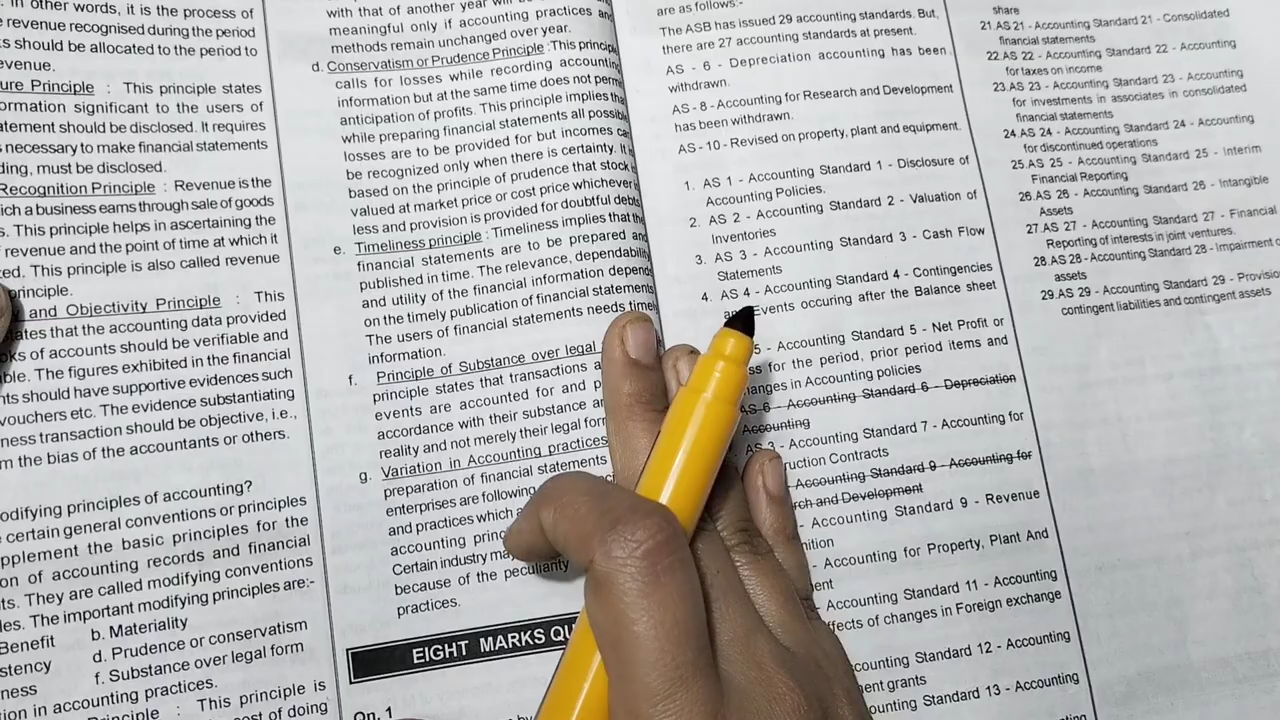 . In other words, it is the process of
revenue recognised during the period
s should be allocated to the period to
evenue.
ure Principle : This principle states
ormation significant to the users of
atement should be disclosed. It requires
necessary to make financial statements
ding, must be disclosed.
Recognition Principle : Revenue is the
ich a business earns through sale of goods
s. This principle helps in ascertaining the
revenue and the point of time at which it
ed. This principle is also called revenue
principle.
and Objectivity Principle : This
tates that the accounting data provided
oks of accounts should be verifiable and
ble. The figures exhibited in the financial
nts should have supportive evidences such
vouchers etc. The evidence substantiating
ness transaction should be objective, i.e.,
m the bias of the accountants or others.
odifying principles of accounting?
certain general conventions or principles
pplement the basic principles for the
on of accounting records and financial
ts. They are called modifying conventions
les. The important modifying principles are:-
Benefit b. Materiality
stency d. Prudence or conservatism
ness f. Substance over legal form
tion in accounting practices.
Principle : This principle is
cost of doing
with that of another year will be
meaningful only if accounting practices and
methods remain unchanged over year.
d. Conservatism or Prudence Principle : This principle
calls for losses while recording accounting
information but at the same time does not perm
anticipation of profits. This principle implies tha
while preparing financial statements all possible
losses are to be provided for but incomes ca
be recognized only when there is certainty. It
based on the principle of prudence that stock i
valued at market price or cost price whichever i
less and provision is provided for doubtful debts
e. Timeliness principle : Timeliness implies that the
financial statements are to be prepared and
published in time. The relevance, dependability
and utility of the financial information depends
on the timely publication of financial statements
The users of financial statements needs timely
information.
f. Principle of Substance over legal
principle states that transactions a
events are accounted for and p
accordance with their substance an
reality and not merely their legal form
g. Variation in Accounting practices
preparation of financial statements
enterprises are following
and practices which a
accounting princ
Certain industry may
because of the peculiarity
practices.
EIGHT MARKS QU
Qn. 1
are as follows:-
The ASB has issued 29 accounting standards. But,
there are 27 accounting standards at present.
AS - 6 - Depreciation accounting has been
withdrawn.
AS - 8 - Accounting for Research and Development
has been withdrawn.
AS - 10 - Revised on property, plant and equipment.
1. AS 1 - Accounting Standard 1 - Disclosure of
Accounting Policies.
2. AS 2 - Accounting Standard 2 - Valuation of
Inventories
3. AS 3 - Accounting Standard 3 - Cash Flow
Statements
4. AS 4 - Accounting Standard 4 - Contingencies
and Events occuring after the Balance sheet
5 - Accounting Standard 5 - Net Profit or
ss for the period, prior period items and
anges in Accounting policies
AS 6 - Accounting Standard 6 - Depreciation
Accounting
AS 3 - Accounting Standard 7 - Accounting for
ruction Contracts
Accounting Standard 9 - Accounting for
rch and Development
- Accounting Standard 9 - Revenue
nition
- Accounting for Property, Plant And
ent
- Accounting Standard 11 - Accounting
ffects of changes in Foreign exchange
ccounting Standard 12 - Accounting
ent grants
ounting Standard 13 - Accounting
share
21.AS 21 - Accounting Standard 21 - Consolidated
financial statements
22.AS 22 - Accounting Standard 22 - Accounting
for taxes on income
23.AS 23 - Accounting Standard 23 - Accounting
for investments in associates in consolidated
financial statements
24.AS 24 - Accounting Standard 24 - Accounting
for discontinued operations
25.AS 25 - Accounting Standard 25 - Interim
Financial Reporting
26.AS 26 - Accounting Standard 26 - Intangible
Assets
27.AS 27 - Accounting Standard 27 - Financial
Reporting of interests in joint ventures.
28.AS 28 - Accounting Standard 28 - Impairment o
assets
29.AS 29 - Accounting Standard 29 - Provisio
contingent liabilities and contingent assets